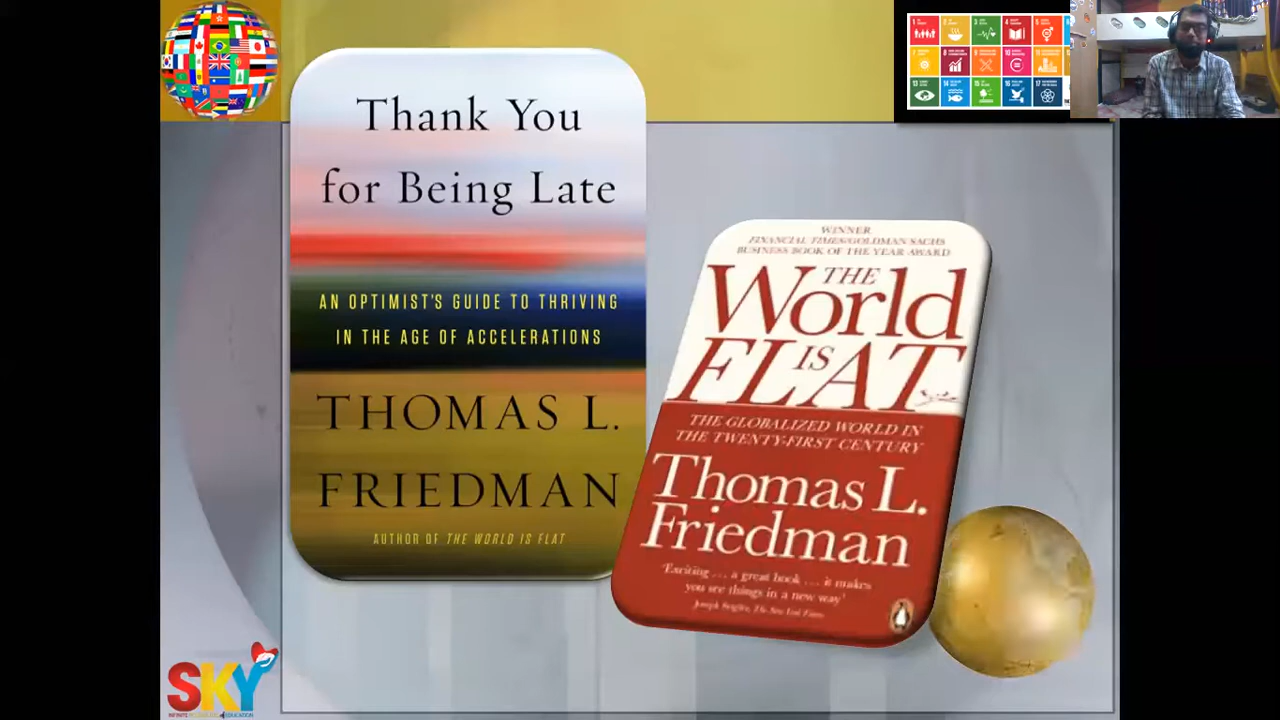 Thank You
for Being Late
AN OPTIMIST'S GUIDE TO THRIVING
IN THE AGE OF ACCELERATIONS
THOMAS L.
FRIEDMAN
AUTHOR OF THE WORLD IS FLAT
WINNER
FINANCIAL TIMES/GOLDMAN SACHS
BUSINESS BOOK OF THE YEAR AWARD
THE
World
IS
FLAT
THE GLOBALIZED WORLD IN
THE TWENTY-FIRST CENTURY
Thomas L.
Friedman
'Exciting ... a great book ... it makes
you see things in a new way'
SKY